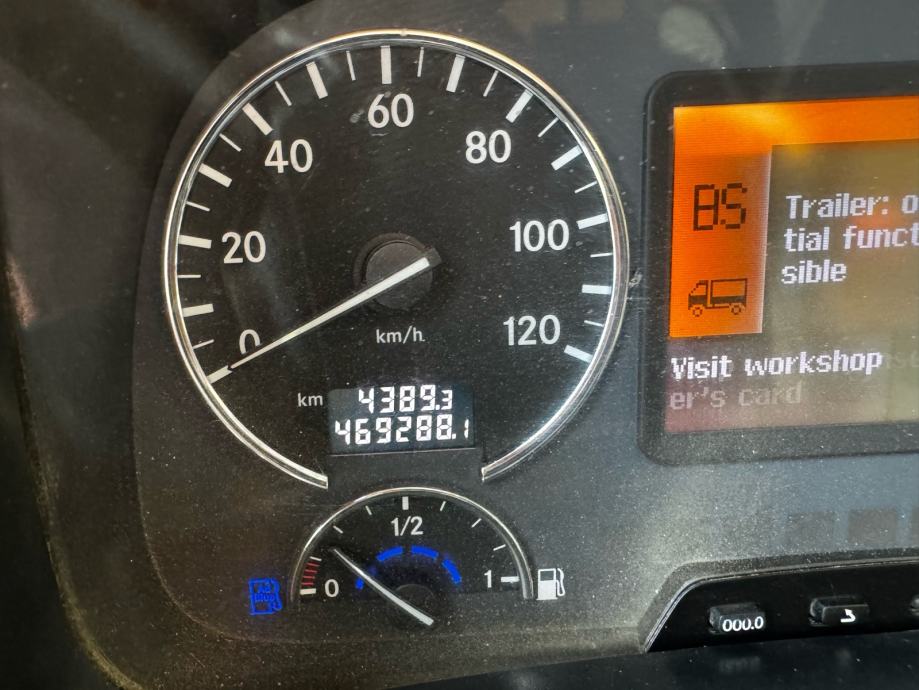 60
40
80
20
100
0
120
km/h
km
4389.3
469288.1
1/2
0
1
BS
Trailer: o
tial funct
sible
Visit workshop
er's card
000.0